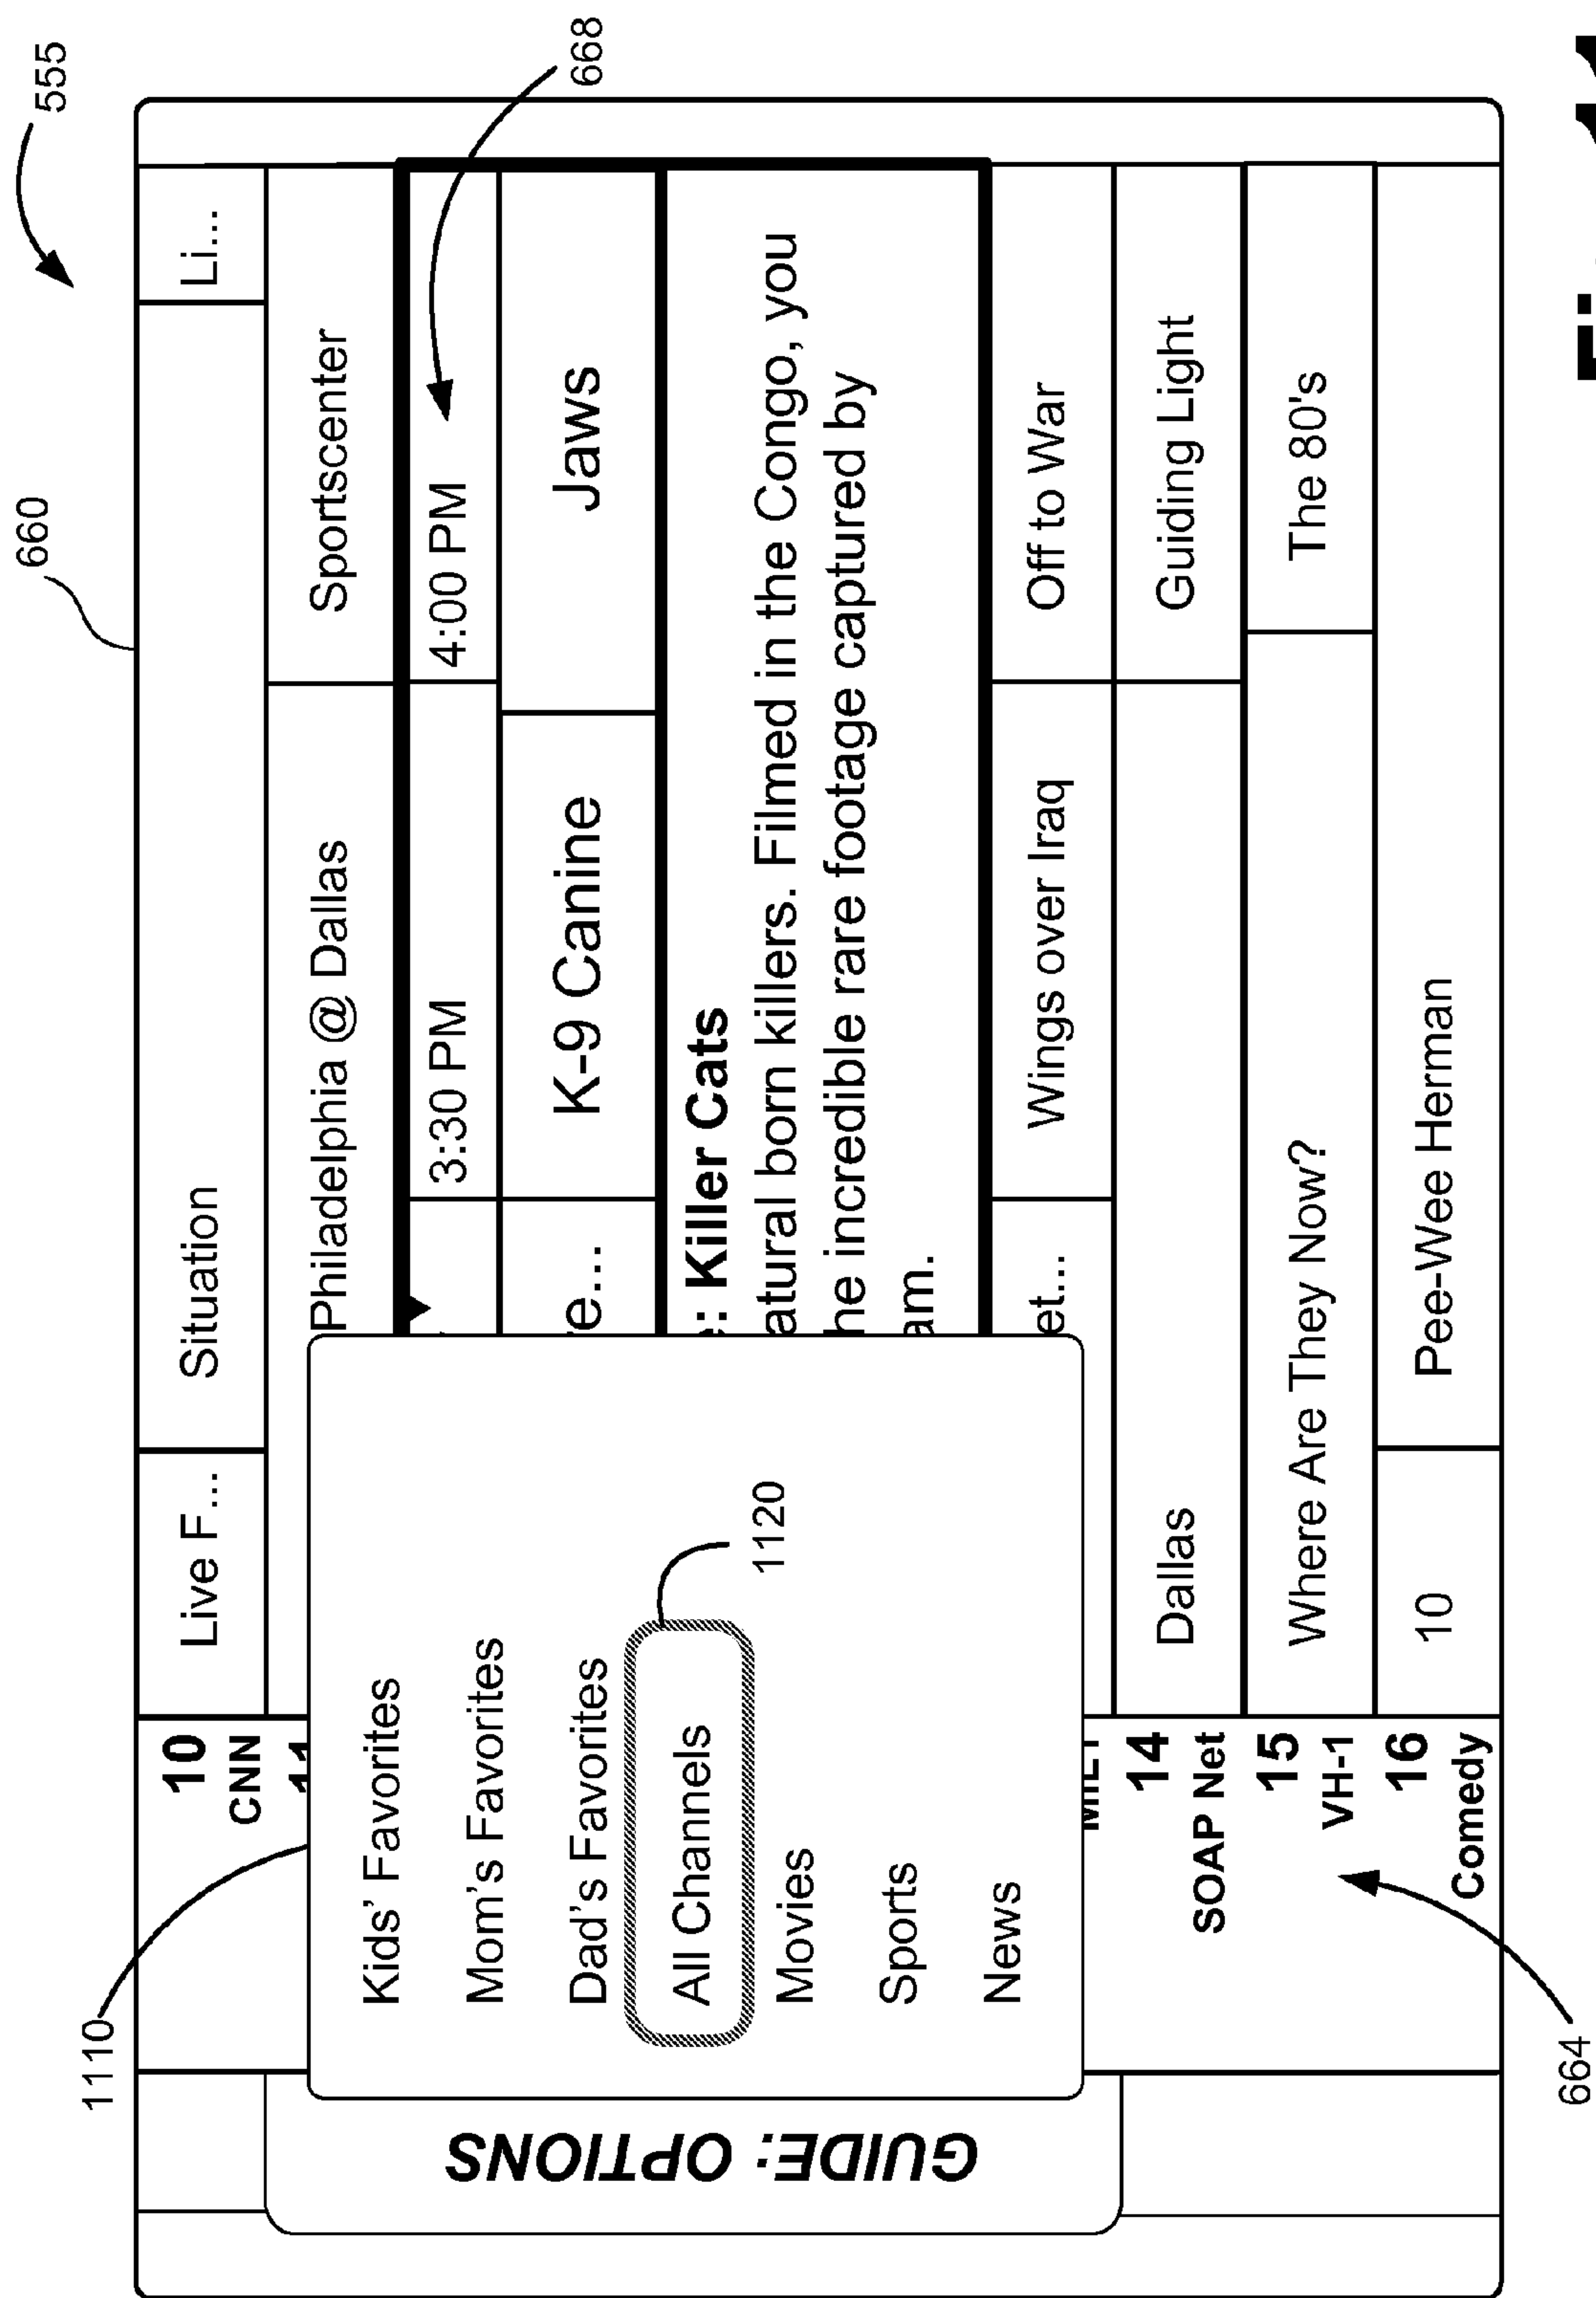 555
660
668
1110
10
CNN
Live F...
Situation
Li...
11
Philadelphia @ Dallas
Sportscenter
3:30 PM
4:00 PM
K-9 Canine
Jaws
: Killer Cats
atural born killers. Filmed in the Congo, you
he incredible rare footage captured by
am.
et...
Wings over Iraq
Off to War
14
SOAP Net
Dallas
Guiding Light
15
VH-1
Where Are They Now?
The 80's
16
Comedy
10
Pee-Wee Herman
GUIDE: OPTIONS
Kids' Favorites
Mom's Favorites
Dad's Favorites
All Channels
Movies
Sports
News
1120
664